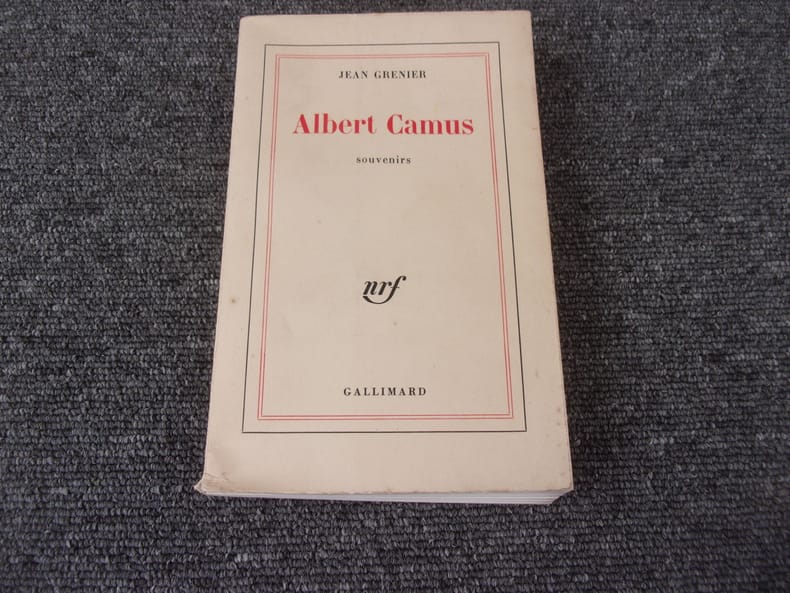 JEAN GRENIER
Albert Camus
souvenirs
nrf
GALLIMARD